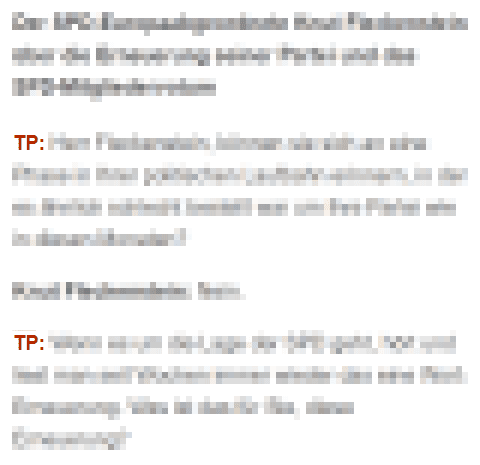 Der SPD-Europaabgeordnete Knut Fleckenstein
über die Erneuerung seiner Partei und das
SPD-Mitgliedervotum
TP: Herr Fleckenstein, können sie sich an eine
Phase in Ihrer politischen Laufbahn erinnern, in der
es ähnlich schlecht bestellt war um Ihre Partei wie
in diesen Monaten?
Knut Fleckenstein: Nein.
TP: Wenn es um die Lage der SPD geht, hört und
liest man seit Wochen immer wieder das eine Wort:
Erneuerung. Was ist das für Sie, diese
Erneuerung?